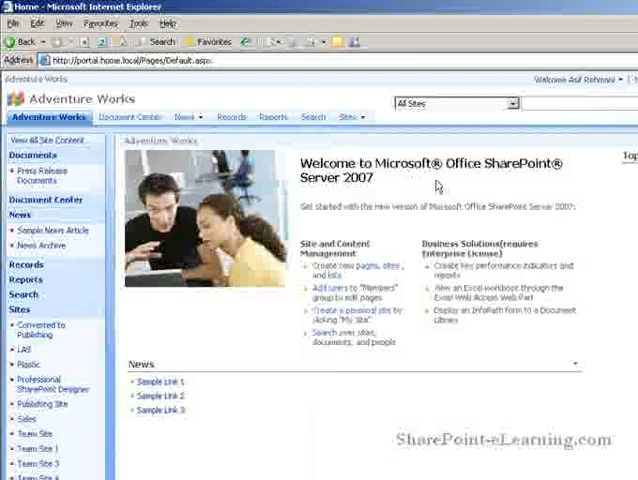 Home - Microsoft Internet Explorer
File Edit View Favorites Tools Help
Back Search Favorites
Address http://portal.home.local/Pages/Default.aspx
Adventure Works Welcome Asif Rehmani
Adventure Works All Sites
Adventure Works Document Center News Records Reports Search Sites
View All Site Content
Documents
Press Release
Documents
Document Center
News
Sample News Article
News Archive
Records
Reports
Search
Sites
Converted to
Publishing
LAS
Plastic
Professional
SharePoint Designer
Publishing Site
Sales
Team Site
Team Site 1
Team Site 3
Team Site 4
Adventure Works
Welcome to Microsoft® Office SharePoint®
Server 2007
Top
Get started with the new version of Microsoft Office SharePoint Server 2007:
Site and Content
Management
Create new pages, sites,
and lists
Add users to "Members"
group to edit pages
Create a personal site by
clicking "My Site"
Search over sites,
documents, and people
Business Solutions(requires
Enterprise License)
Create key performance indicators and
reports
View an Excel workbook through the
Excel Web Access Web Part
Display an InfoPath form to a Document
Library
News
Sample Link 1
Sample Link 2
Sample Link 3
SharePoint-eLearning.com